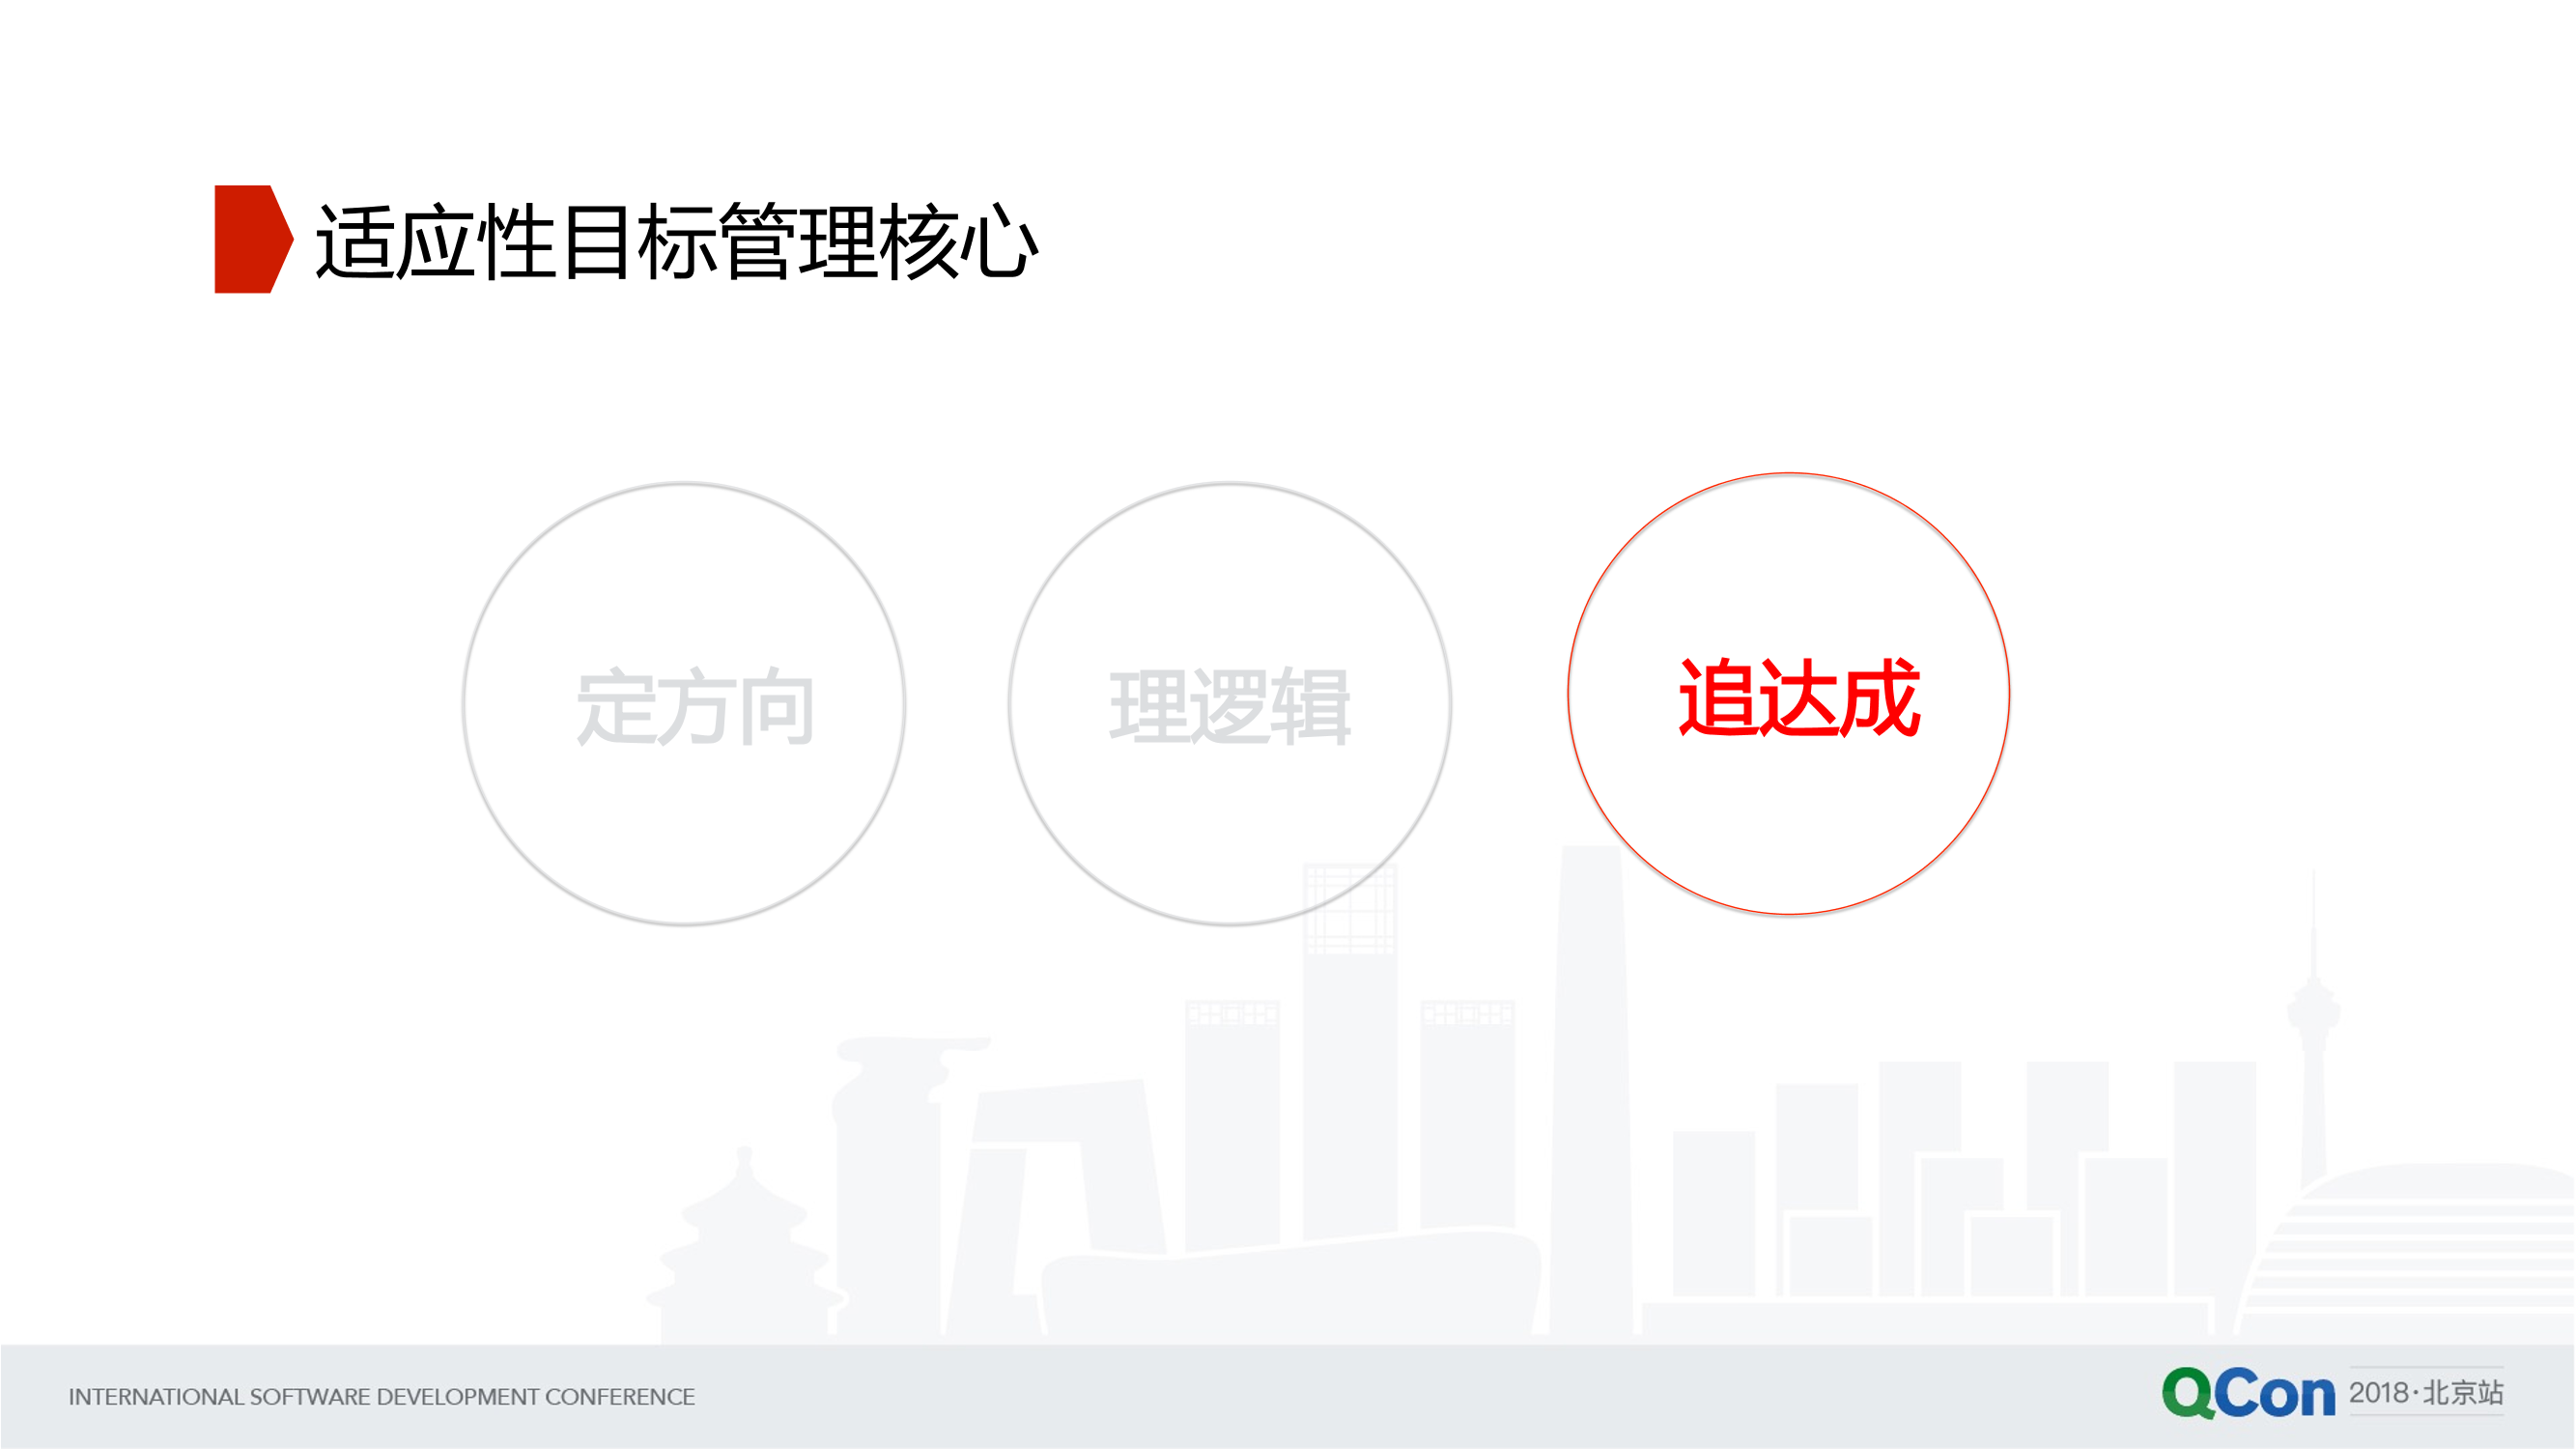 适应性目标管理核心
定方向
理逻辑
追达成
INTERNATIONAL SOFTWARE DEVELOPMENT CONFERENCE
QCon 2018·北京站